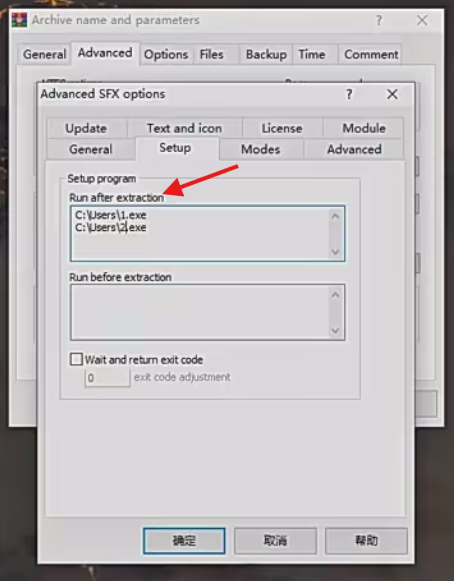 Archive name and parameters
General Advanced Options Files Backup Time Comment
Advanced SFX options
Update Text and icon License Module
General Setup Modes Advanced
Setup program
Run after extraction
C:\Users\1.exe
C:\Users\2.exe
Run before extraction
Wait and return exit code
0 exit code adjustment
确定 取消 帮助